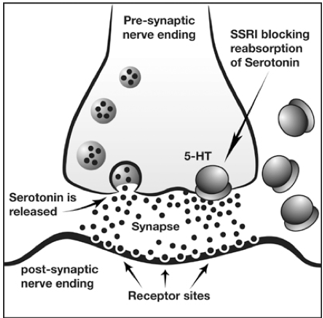 Pre-synaptic
nerve ending
SSRI blocking
reabsorption
of Serotonin
5-HT
Serotonin is
released
Synapse
post-synaptic
nerve ending
Receptor sites